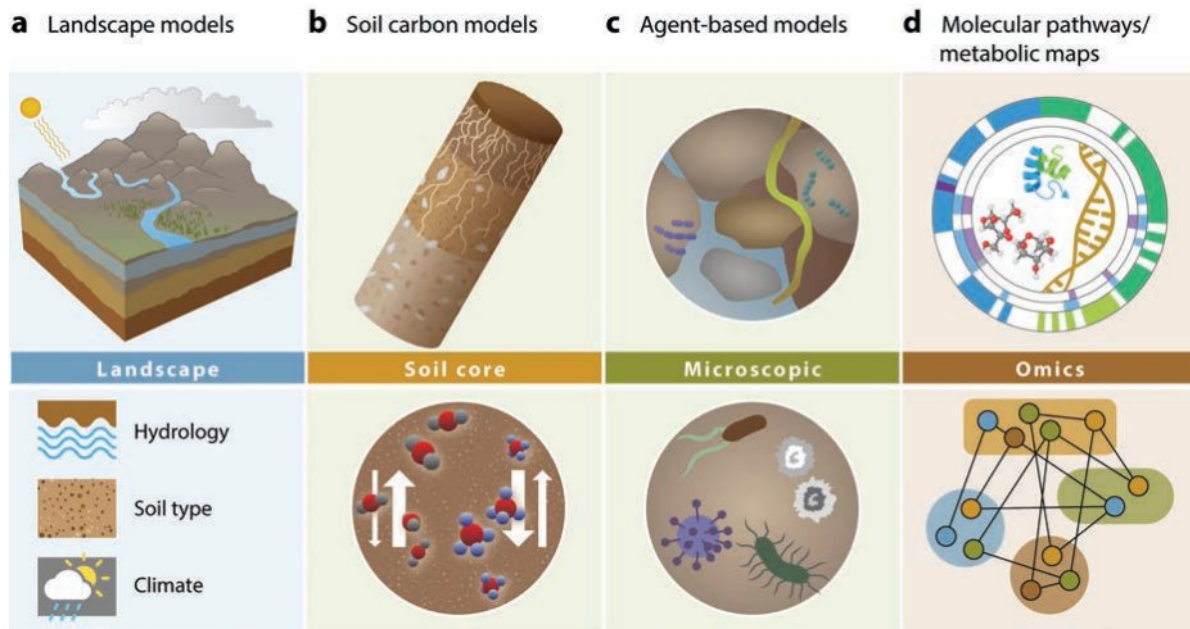 a Landscape models
b Soil carbon models
c Agent-based models
d Molecular pathways/
metabolic maps
Landscape
Soil core
Microscopic
Omics
Hydrology
Soil type
Climate